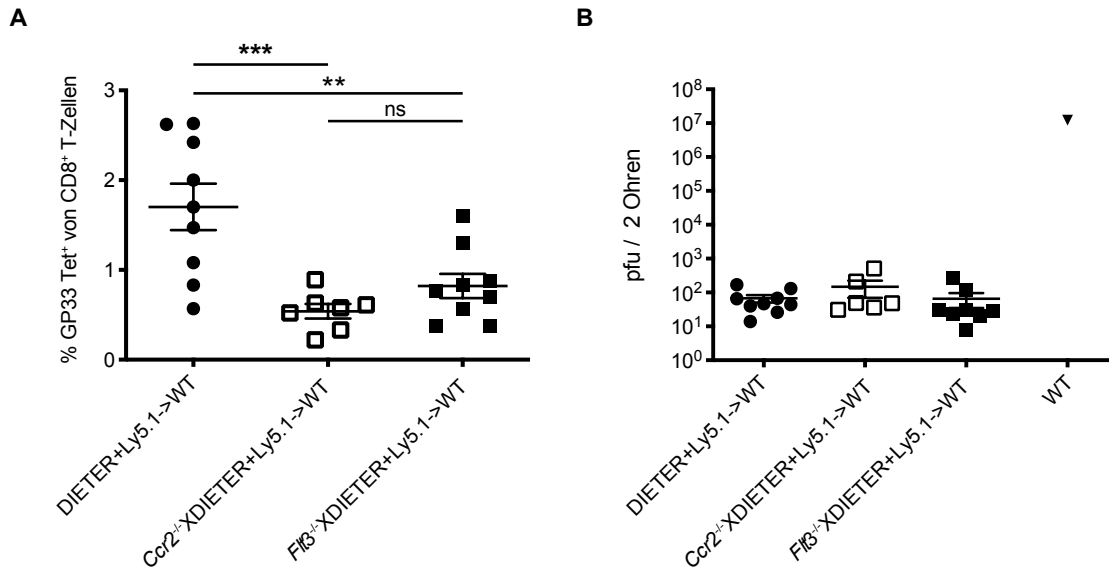 A
B
***
**
ns
% GP33 Tet⁺ von CD8⁺ T-Zellen
3
2
1
0
DIETER+Ly5.1->WT
Ccr2⁻/⁻XDIETER+Ly5.1->WT
Flt3⁻/⁻XDIETER+Ly5.1->WT
pfu / 2 Ohren
10⁸
10⁷
10⁶
10⁵
10⁴
10³
10²
10¹
10⁰
DIETER+Ly5.1->WT
Ccr2⁻/⁻XDIETER+Ly5.1->WT
Flt3⁻/⁻XDIETER+Ly5.1->WT
WT